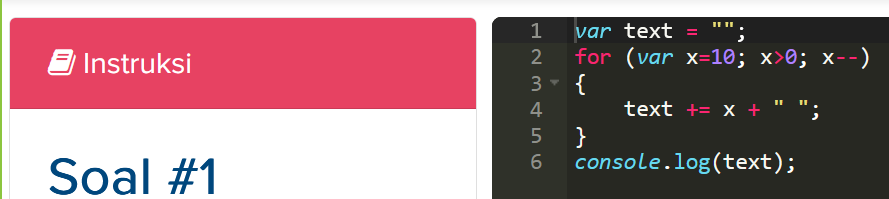 Instruksi
Soal #1
1 var text = "";
2 for (var x=10; x>0; x--)
3 {
4     text += x + " ";
5 }
6 console.log(text);